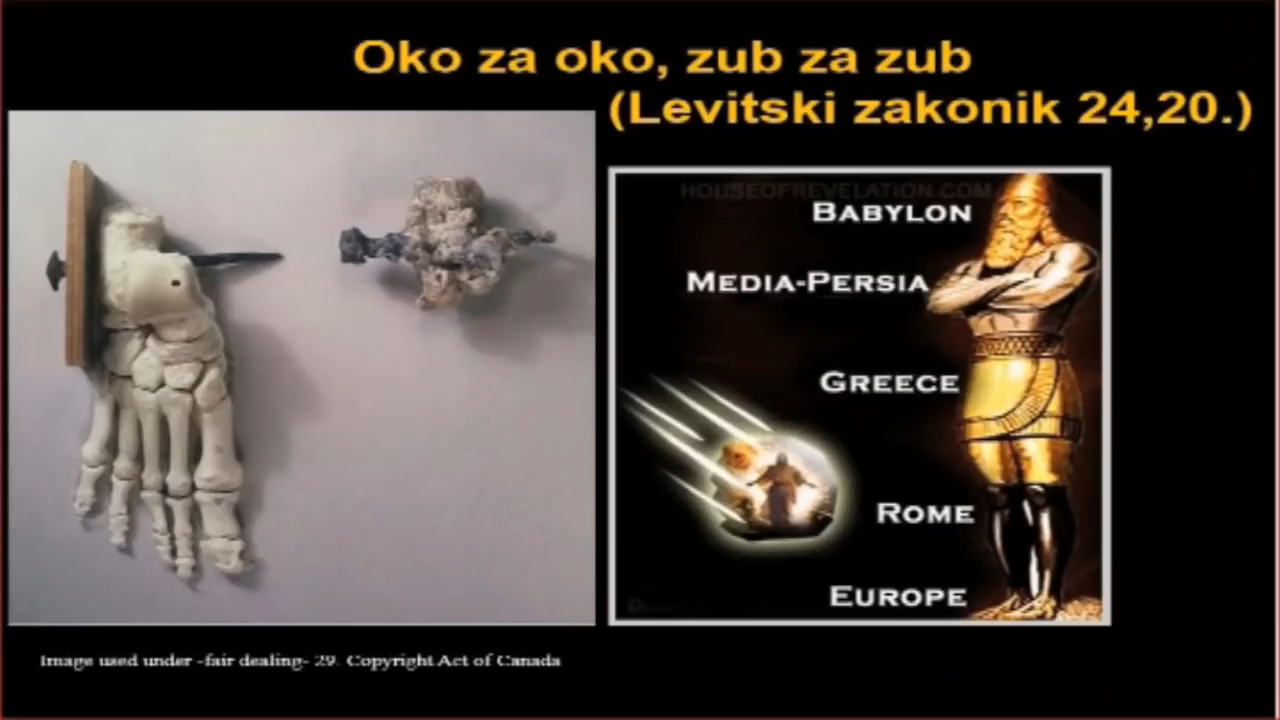 Oko za oko, zub za zub
(Levitski zakonik 24,20.)
HOUSEOFREVELATION.COM
BABYLON
MEDIA-PERSIA
GREECE
ROME
EUROPE
Image used under -fair dealing- 29. Copyright Act of Canada